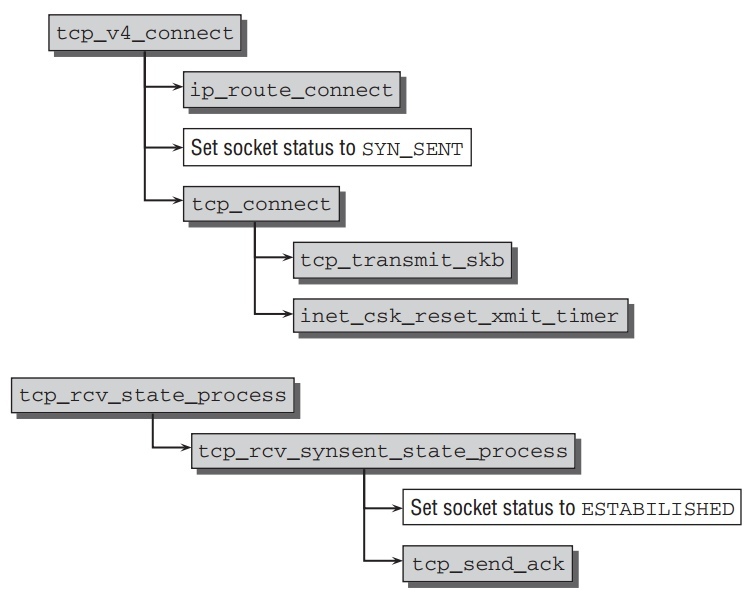 tcp_v4_connect
ip_route_connect
Set socket status to SYN_SENT
tcp_connect
tcp_transmit_skb
inet_csk_reset_xmit_timer
tcp_rcv_state_process
tcp_rcv_synsent_state_process
Set socket status to ESTABILISHED
tcp_send_ack